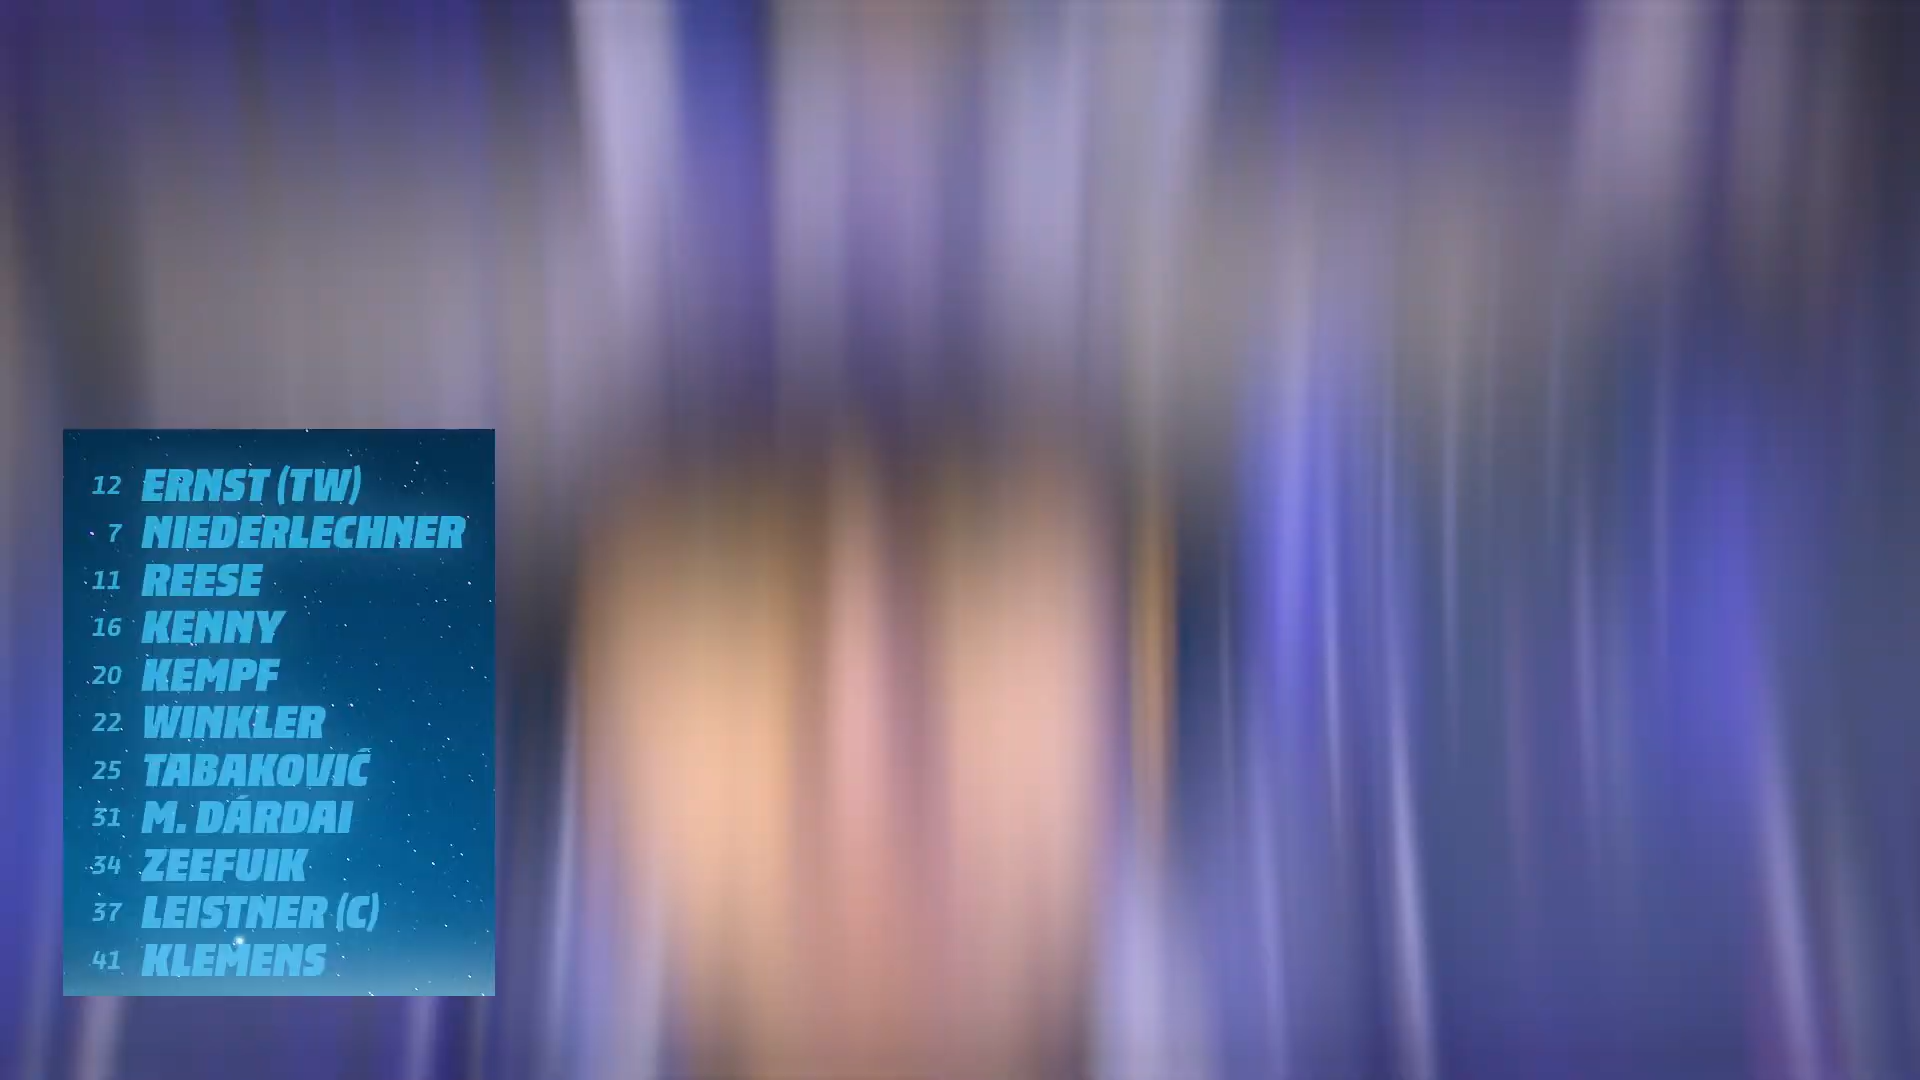 12 ERNST (TW)
7 NIEDERLECHNER
11 REESE
16 KENNY
20 KEMPF
22 WINKLER
25 TABAKOVIĆ
31 M. DÁRDAI
34 ZEEFUIK
37 LEISTNER (C)
41 KLEMENS